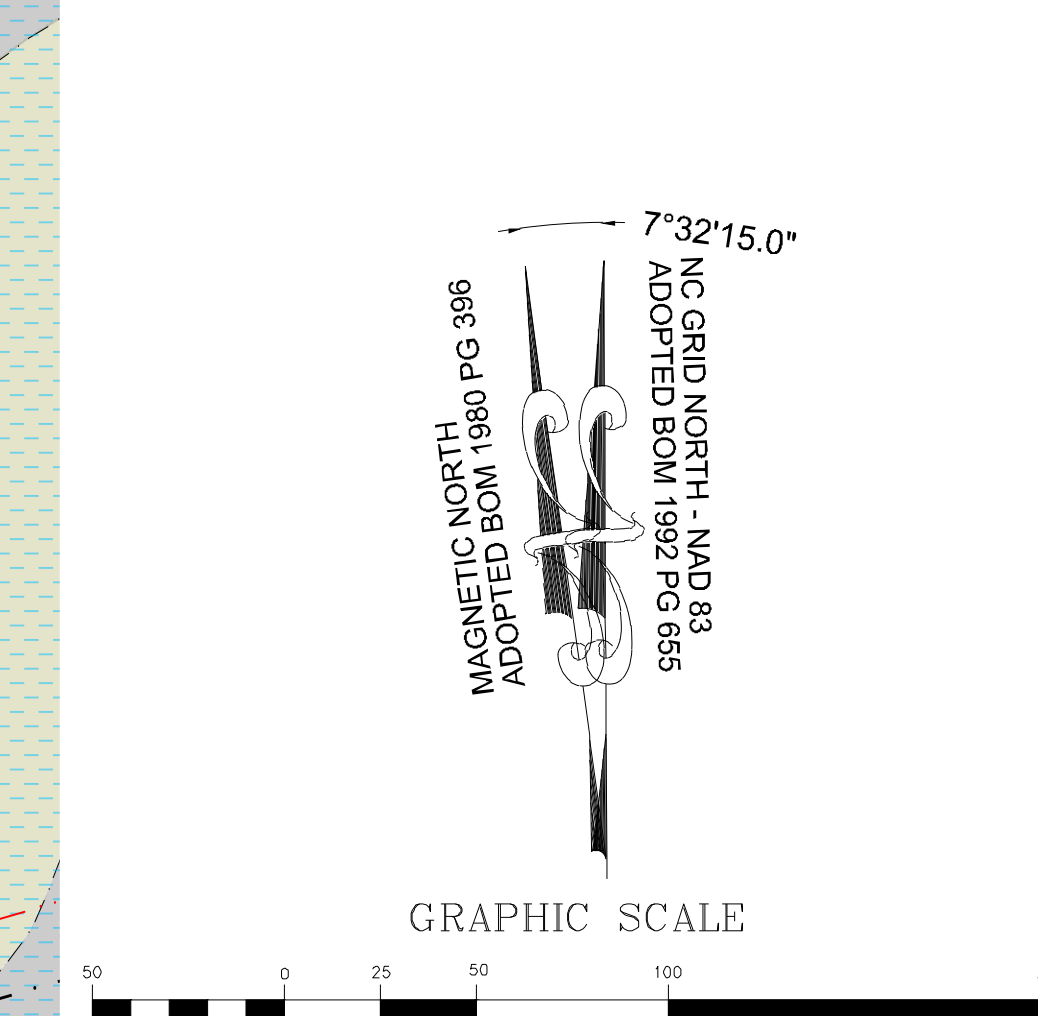 7°32'15.0"
MAGNETIC NORTH
ADOPTED BOM 1980 PG 396
NC GRID NORTH - NAD 83
ADOPTED BOM 1992 PG 655
GRAPHIC SCALE
50 0 25 50 100